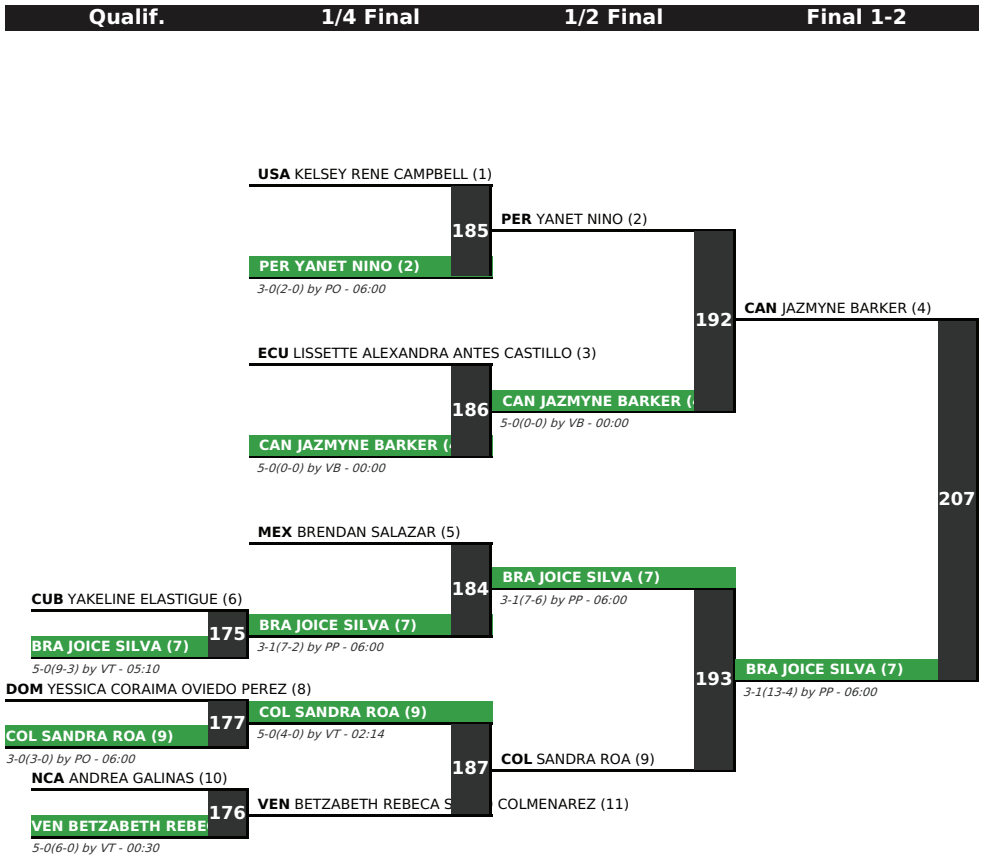 Qualif. 1/4 Final 1/2 Final Final 1-2
USA KELSEY RENE CAMPBELL (1)
185
PER YANET NINO (2)
PER YANET NINO (2)
3-0(2-0) by PO - 06:00
192
CAN JAZMYNE BARKER (4)
ECU LISSETTE ALEXANDRA ANTES CASTILLO (3)
186
CAN JAZMYNE BARKER
5-0(0-0) by VB - 00:00
CAN JAZMYNE BARKER
5-0(0-0) by VB - 00:00
207
MEX BRENDAN SALAZAR (5)
184
BRA JOICE SILVA (7)
3-1(7-6) by PP - 06:00
CUB YAKELINE ELASTIGUE (6)
175
BRA JOICE SILVA (7)
5-0(9-3) by VT - 05:10
BRA JOICE SILVA (7)
3-1(7-2) by PP - 06:00
193
BRA JOICE SILVA (7)
3-1(13-4) by PP - 06:00
DOM YESSICA CORAIMA OVIEDO PEREZ (8)
177
COL SANDRA ROA (9)
3-0(3-0) by PO - 06:00
COL SANDRA ROA (9)
5-0(4-0) by VT - 02:14
187
COL SANDRA ROA (9)
NCA ANDREA GALINAS (10)
176
VEN BETZABETH REBE
5-0(6-0) by VT - 00:30
VEN BETZABETH REBECA COLMENAREZ (11)